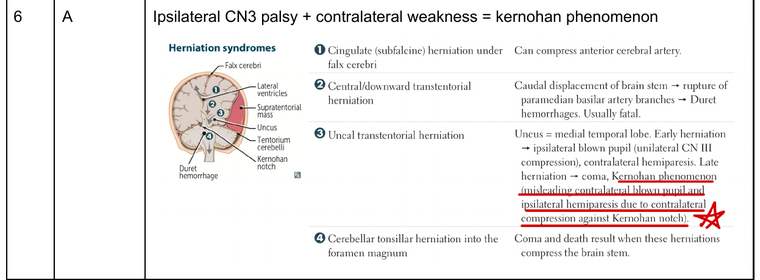 6
A
Ipsilateral CN3 palsy + contralateral weakness = kernohan phenomenon
Herniation syndromes
Falx cerebri
Lateral
ventricles
Supratentorial
mass
Uncus
Tentorium
cerebelli
Kernohan
notch
Duret
hemorrhage
1
2
3
4
1 Cingulate (subfalcine) herniation under
falx cerebri
Can compress anterior cerebral artery.
2 Central/downward transtentorial
herniation
Caudal displacement of brain stem → rupture of
paramedian basilar artery branches → Duret
hemorrhages. Usually fatal.
3 Uncal transtentorial herniation
Uncus = medial temporal lobe. Early herniation
→ ipsilateral blown pupil (unilateral CN III
compression), contralateral hemiparesis. Late
herniation → coma, Kernohan phenomenon
(misleading contralateral blown pupil and
ipsilateral hemiparesis due to contralateral
compression against Kernohan notch).
4 Cerebellar tonsillar herniation into the
foramen magnum
Coma and death result when these herniations
compress the brain stem.